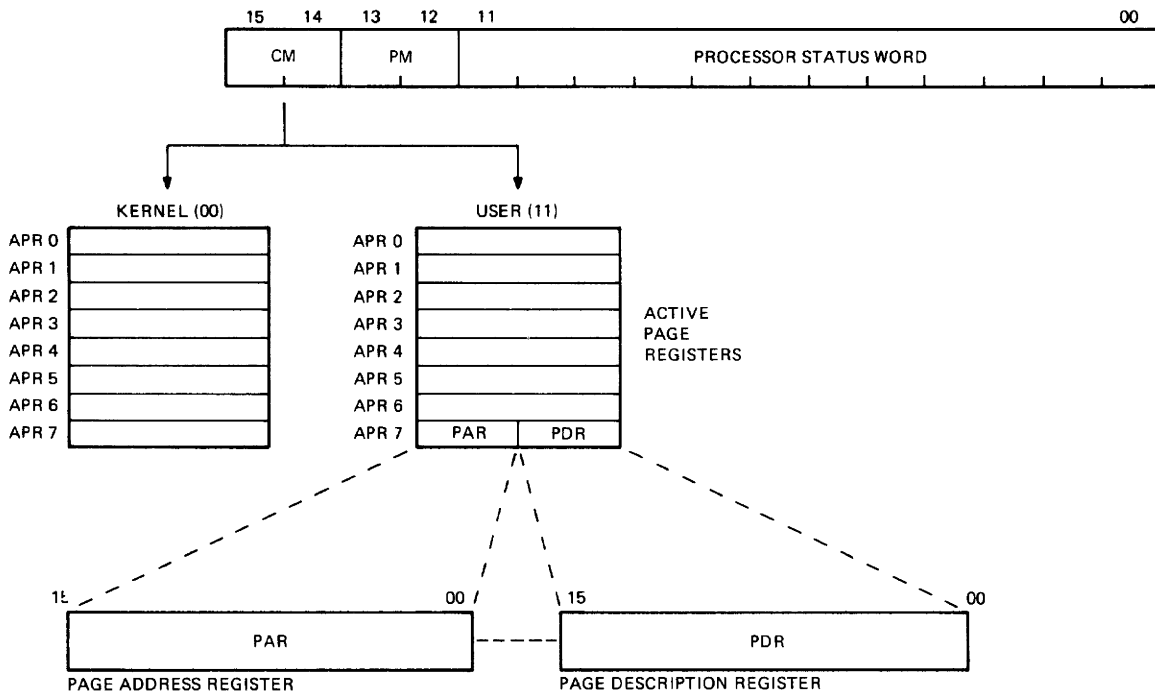 15 14 13 12 11 00
CM PM PROCESSOR STATUS WORD
KERNEL (00) USER (11)
APR 0 APR 0
APR 1 APR 1
APR 2 APR 2
APR 3 APR 3
APR 4 APR 4
APR 5 APR 5
APR 6 APR 6
APR 7 APR 7 PAR PDR
ACTIVE
PAGE
REGISTERS
15 00 15 00
PAR PDR
PAGE ADDRESS REGISTER PAGE DESCRIPTION REGISTER